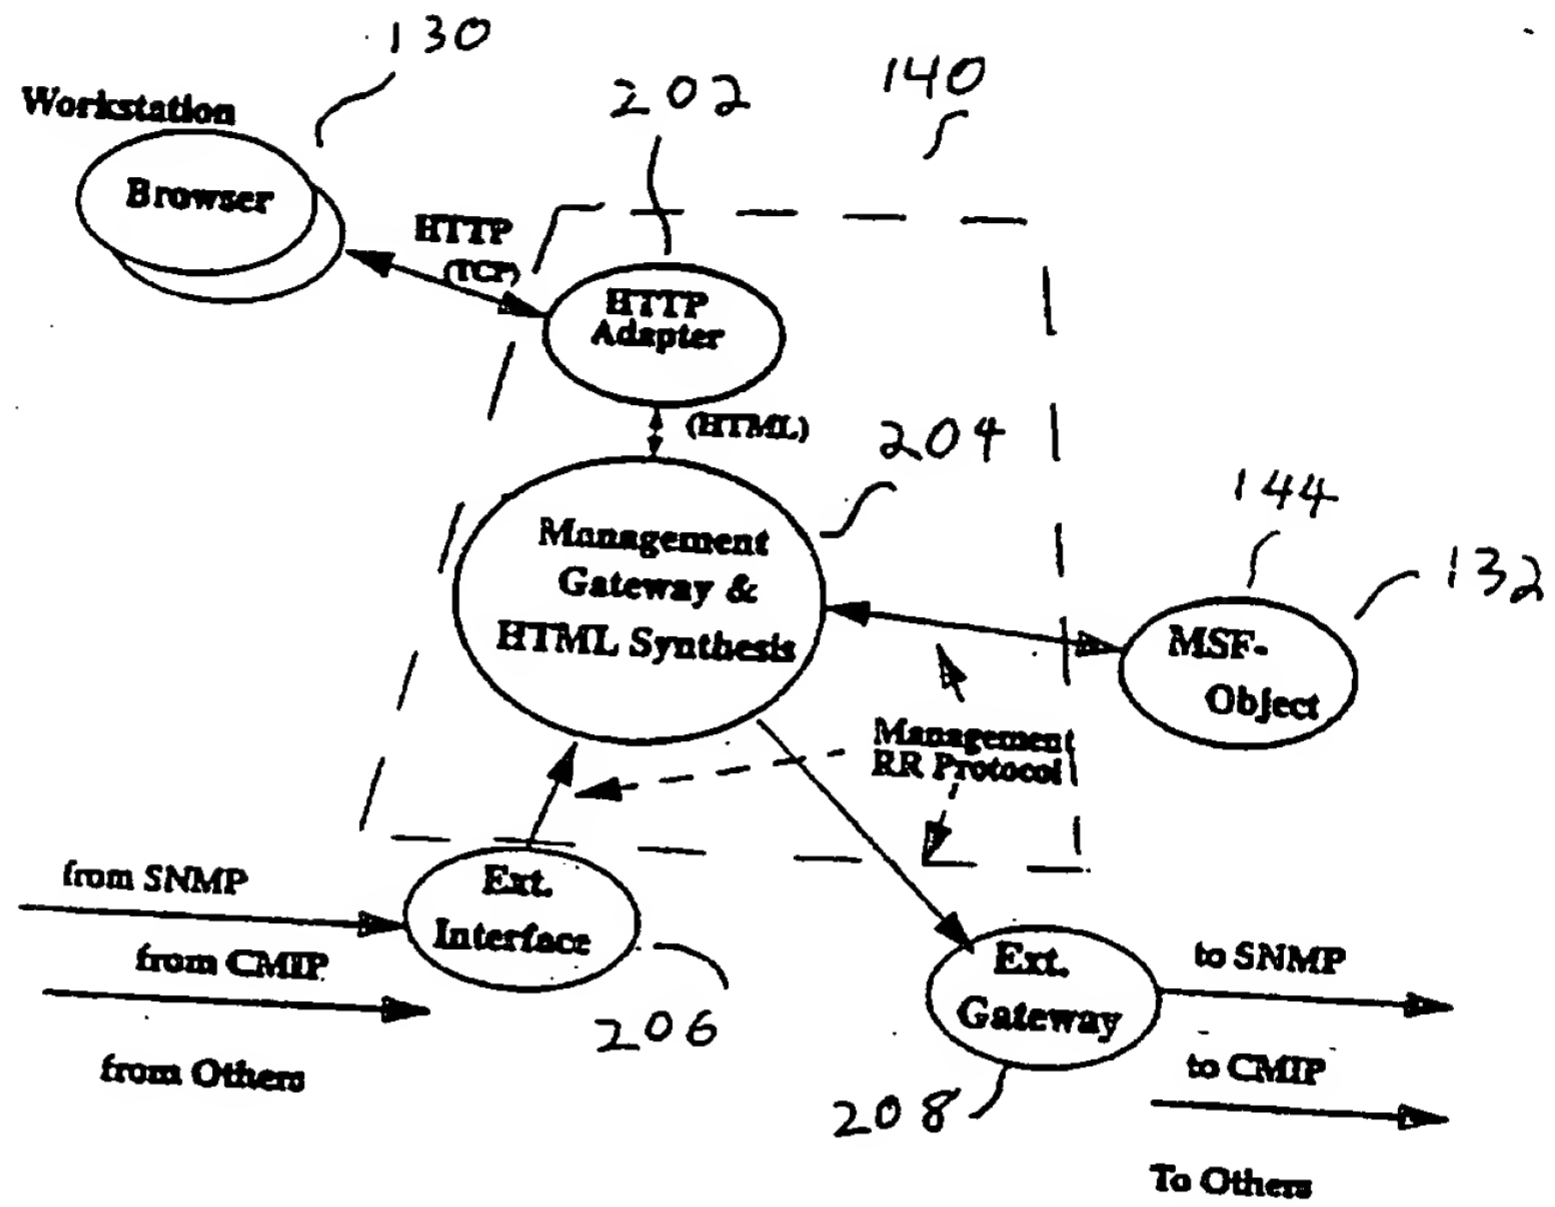 130
Workstation
Browser
202
140
HTTP
(TCP)
HTTP
Adapter
(HTML)
204
Management
Gateway &
HTML Synthesis
144
132
MSF-
Object
Management
RR Protocol
from SNMP
from CMIP
from Others
Ext.
Interface
206
Ext.
Gateway
208
to SNMP
to CMIP
To Others